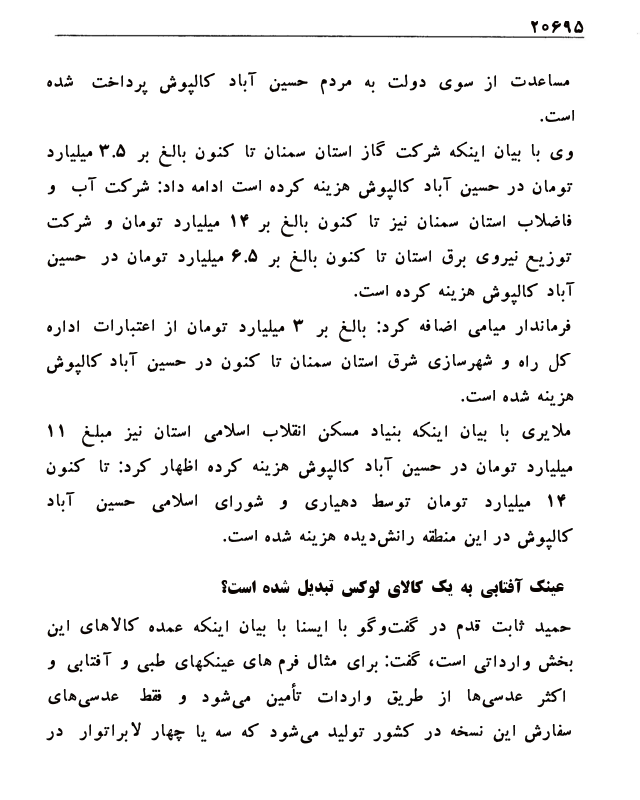 ۲۰۶۹۵
مساعدت از سوی دولت به مردم حسین آباد کالپوش پرداخت شده
است.
وی با بیان اینکه شرکت گاز استان سمنان تا کنون بالغ بر ۳.۵ میلیارد
تومان در حسین آباد کالپوش هزینه کرده است ادامه داد: شرکت آب و
فاضلاب استان سمنان نیز تا کنون بالغ بر ۱۴ میلیارد تومان و شرکت
توزیع نیروی برق استان تا کنون بالغ بر ۶.۵ میلیارد تومان در حسین
آباد کالپوش هزینه کرده است.
فرماندار میامی اضافه کرد: بالغ بر ۳ میلیارد تومان از اعتبارات اداره
کل راه و شهرسازی شرق استان سمنان تا کنون در حسین آباد کالپوش
هزینه شده است.
ملایری با بیان اینکه بنیاد مسکن انقلاب اسلامی استان نیز مبلغ ۱۱
میلیارد تومان در حسین آباد کالپوش هزینه کرده اظهار کرد: تا کنون
۱۴ میلیارد تومان توسط دهیاری و شورای اسلامی حسین آباد
کالپوش در این منطقه رانش‌دیده هزینه شده است.
عینک آفتابی به یک کالای لوکس تبدیل شده است؟
حمید ثابت قدم در گفت‌وگو با ایسنا با بیان اینکه عمده کالاهای این
بخش وارداتی است، گفت: برای مثال فرم های عینکهای طبی و آفتابی و
اکثر عدسی‌ها از طریق واردات تأمین می‌شود و فقط عدسی‌های
سفارش این نسخه در کشور تولید می‌شود که سه یا چهار لابراتوار در